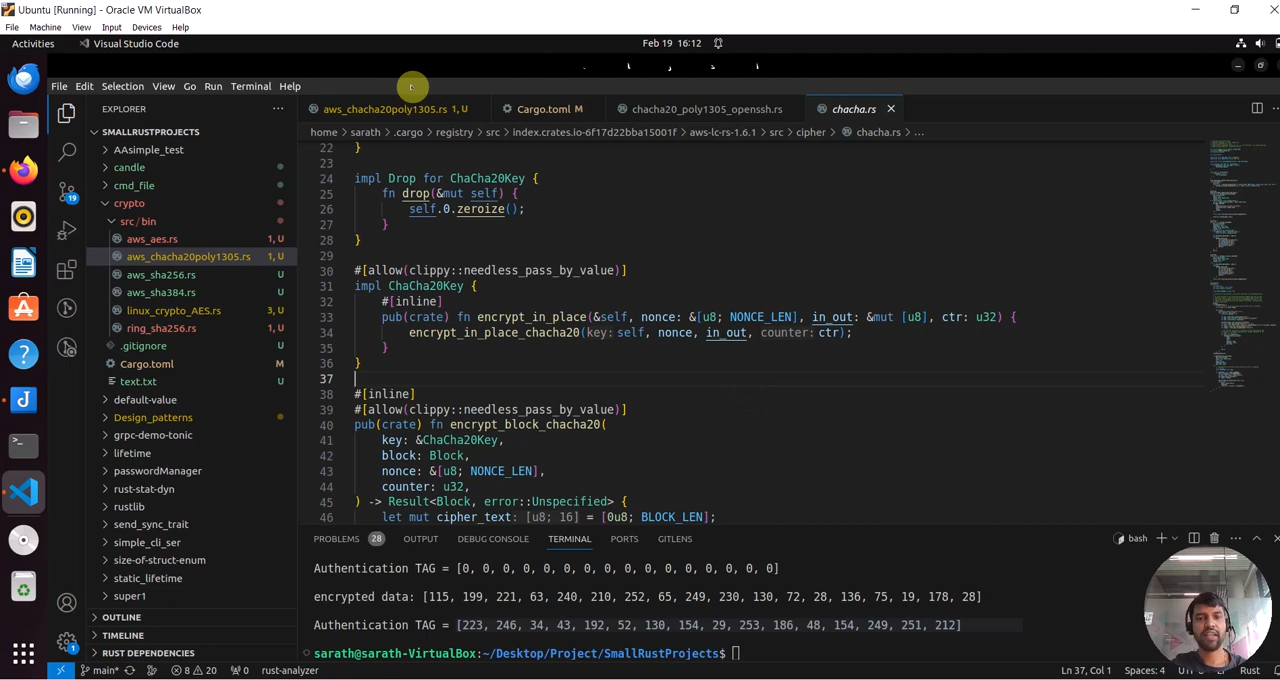 Ubuntu [Running] - Oracle VM VirtualBox
File Machine View Input Devices Help
Activities Visual Studio Code Feb 19 16:12
File Edit Selection View Go Run Terminal Help
EXPLORER
aws_chacha20poly1305.rs 1, U
Cargo.toml M
chacha20_poly1305_openssh.rs
chacha.rs
home > sarath > .cargo > registry > src > index.crates.io-6f17d22bba15001f > aws-lc-rs-1.6.1 > src > cipher > chacha.rs > ...
SMALLRUSTPROJECTS
AAsimple_test
candle
cmd_file
crypto
src/bin
aws_aes.rs 1, U
aws_chacha20poly1305.rs 1, U
aws_sha256.rs U
aws_sha384.rs U
linux_crypto_AES.rs 3, U
ring_sha256.rs U
.gitignore
Cargo.toml M
text.txt U
default-value
Design_patterns
grpc-demo-tonic
lifetime
passwordManager
rust-stat-dyn
rustlib
send_sync_trait
simple_cli_ser
size-of-struct-enum
static_lifetime
super1
OUTLINE
TIMELINE
RUST DEPENDENCIES
19
1
22 }
23
24 impl Drop for ChaCha20Key {
25 fn drop(&mut self) {
26 self.0.zeroize();
27 }
28 }
29
30 #[allow(clippy::needless_pass_by_value)]
31 impl ChaCha20Key {
32 #[inline]
33 pub(crate) fn encrypt_in_place(&self, nonce: &[u8; NONCE_LEN], in_out: &mut [u8], ctr: u32) {
34 encrypt_in_place_chacha20(key: self, nonce, in_out, counter: ctr);
35 }
36 }
37
38 #[inline]
39 #[allow(clippy::needless_pass_by_value)]
40 pub(crate) fn encrypt_block_chacha20(
41 key: &ChaCha20Key,
42 block: Block,
43 nonce: &[u8; NONCE_LEN],
44 counter: u32,
45 ) -> Result<Block, error::Unspecified> {
46 let mut cipher_text: [u8; 16] = [0u8; BLOCK_LEN];
PROBLEMS 28 OUTPUT DEBUG CONSOLE TERMINAL PORTS GITLENS bash
Authentication TAG = [0, 0, 0, 0, 0, 0, 0, 0, 0, 0, 0, 0, 0, 0, 0, 0]
encrypted data: [115, 199, 221, 63, 240, 210, 252, 65, 249, 230, 130, 72, 28, 136, 75, 19, 178, 28]
Authentication TAG = [223, 246, 34, 43, 192, 52, 130, 154, 29, 253, 186, 48, 154, 249, 251, 212]
sarath@sarath-VirtualBox:~/Desktop/Project/SmallRustProjects$
main* 8 20 0 rust-analyzer Ln 37, Col 1 Spaces: 4 Rust